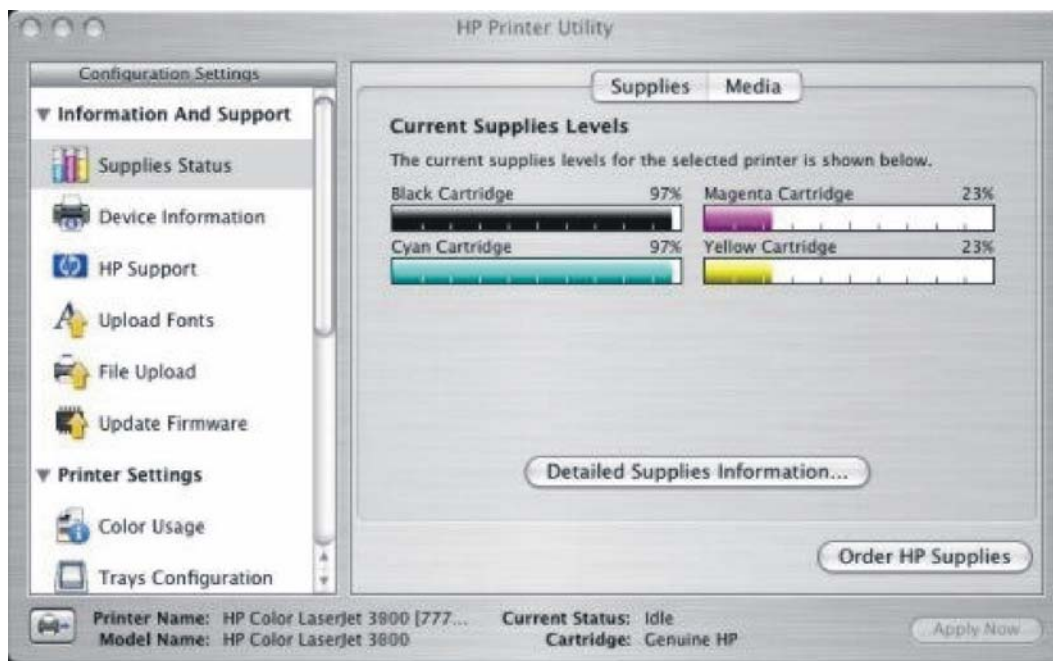 HP Printer Utility
Configuration Settings
Information And Support
Supplies Status
Device Information
HP Support
Upload Fonts
File Upload
Update Firmware
Printer Settings
Color Usage
Trays Configuration
Supplies Media
Current Supplies Levels
The current supplies levels for the selected printer is shown below.
Black Cartridge 97% Magenta Cartridge 23%
Cyan Cartridge 97% Yellow Cartridge 23%
Detailed Supplies Information...
Order HP Supplies
Printer Name: HP Color LaserJet 3800 [777... Current Status: Idle
Model Name: HP Color LaserJet 3800 Cartridge: Genuine HP
Apply Now